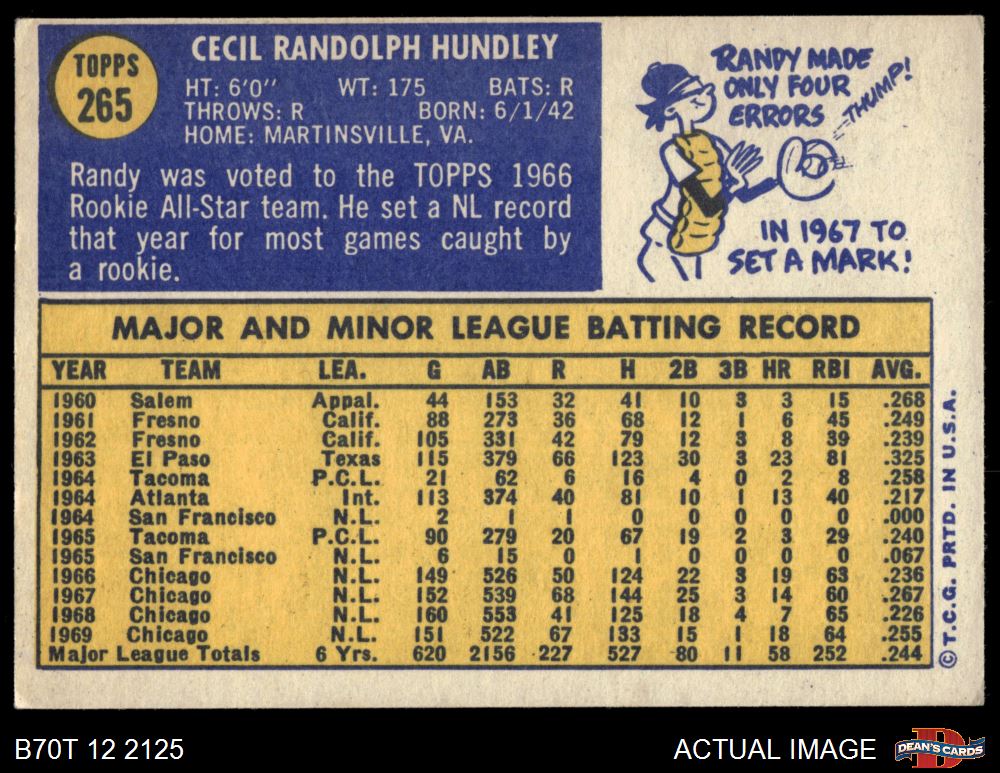 TOPPS
265
CECIL RANDOLPH HUNDLEY
HT: 6'0" WT: 175 BATS: R
THROWS: R BORN: 6/1/42
HOME: MARTINSVILLE, VA.
Randy was voted to the TOPPS 1966
Rookie All-Star team. He set a NL record
that year for most games caught by
a rookie.
RANDY MADE
ONLY FOUR
ERRORS
THUMP!
IN 1967 TO
SET A MARK!
MAJOR AND MINOR LEAGUE BATTING RECORD
YEAR TEAM LEA. G AB R H 2B 3B HR RBI AVG.
1960 Salem Appal. 44 153 32 41 10 3 3 15 .268
1961 Fresno Calif. 88 273 36 68 12 1 6 45 .249
1962 Fresno Calif. 105 331 42 79 12 3 8 39 .239
1963 El Paso Texas 115 379 66 123 30 3 23 81 .325
1964 Tacoma P.C.L. 21 62 6 16 4 0 2 8 .258
1964 Atlanta Int. 113 374 40 81 10 1 13 40 .217
1964 San Francisco N.L. 2 1 1 0 0 0 0 0 .000
1965 Tacoma P.C.L. 90 279 20 67 19 2 3 29 .240
1965 San Francisco N.L. 6 15 0 1 0 0 0 0 .067
1966 Chicago N.L. 149 526 50 124 22 3 19 63 .236
1967 Chicago N.L. 152 539 68 144 25 3 14 60 .267
1968 Chicago N.L. 160 553 41 125 18 4 7 65 .226
1969 Chicago N.L. 151 522 67 133 15 1 18 64 .255
Major League Totals 6 Yrs. 620 2156 227 527 80 11 58 252 .244
© T.C.G. PRTD. IN U.S.A.
B70T 12 2125
ACTUAL IMAGE
DEAN'S CARDS